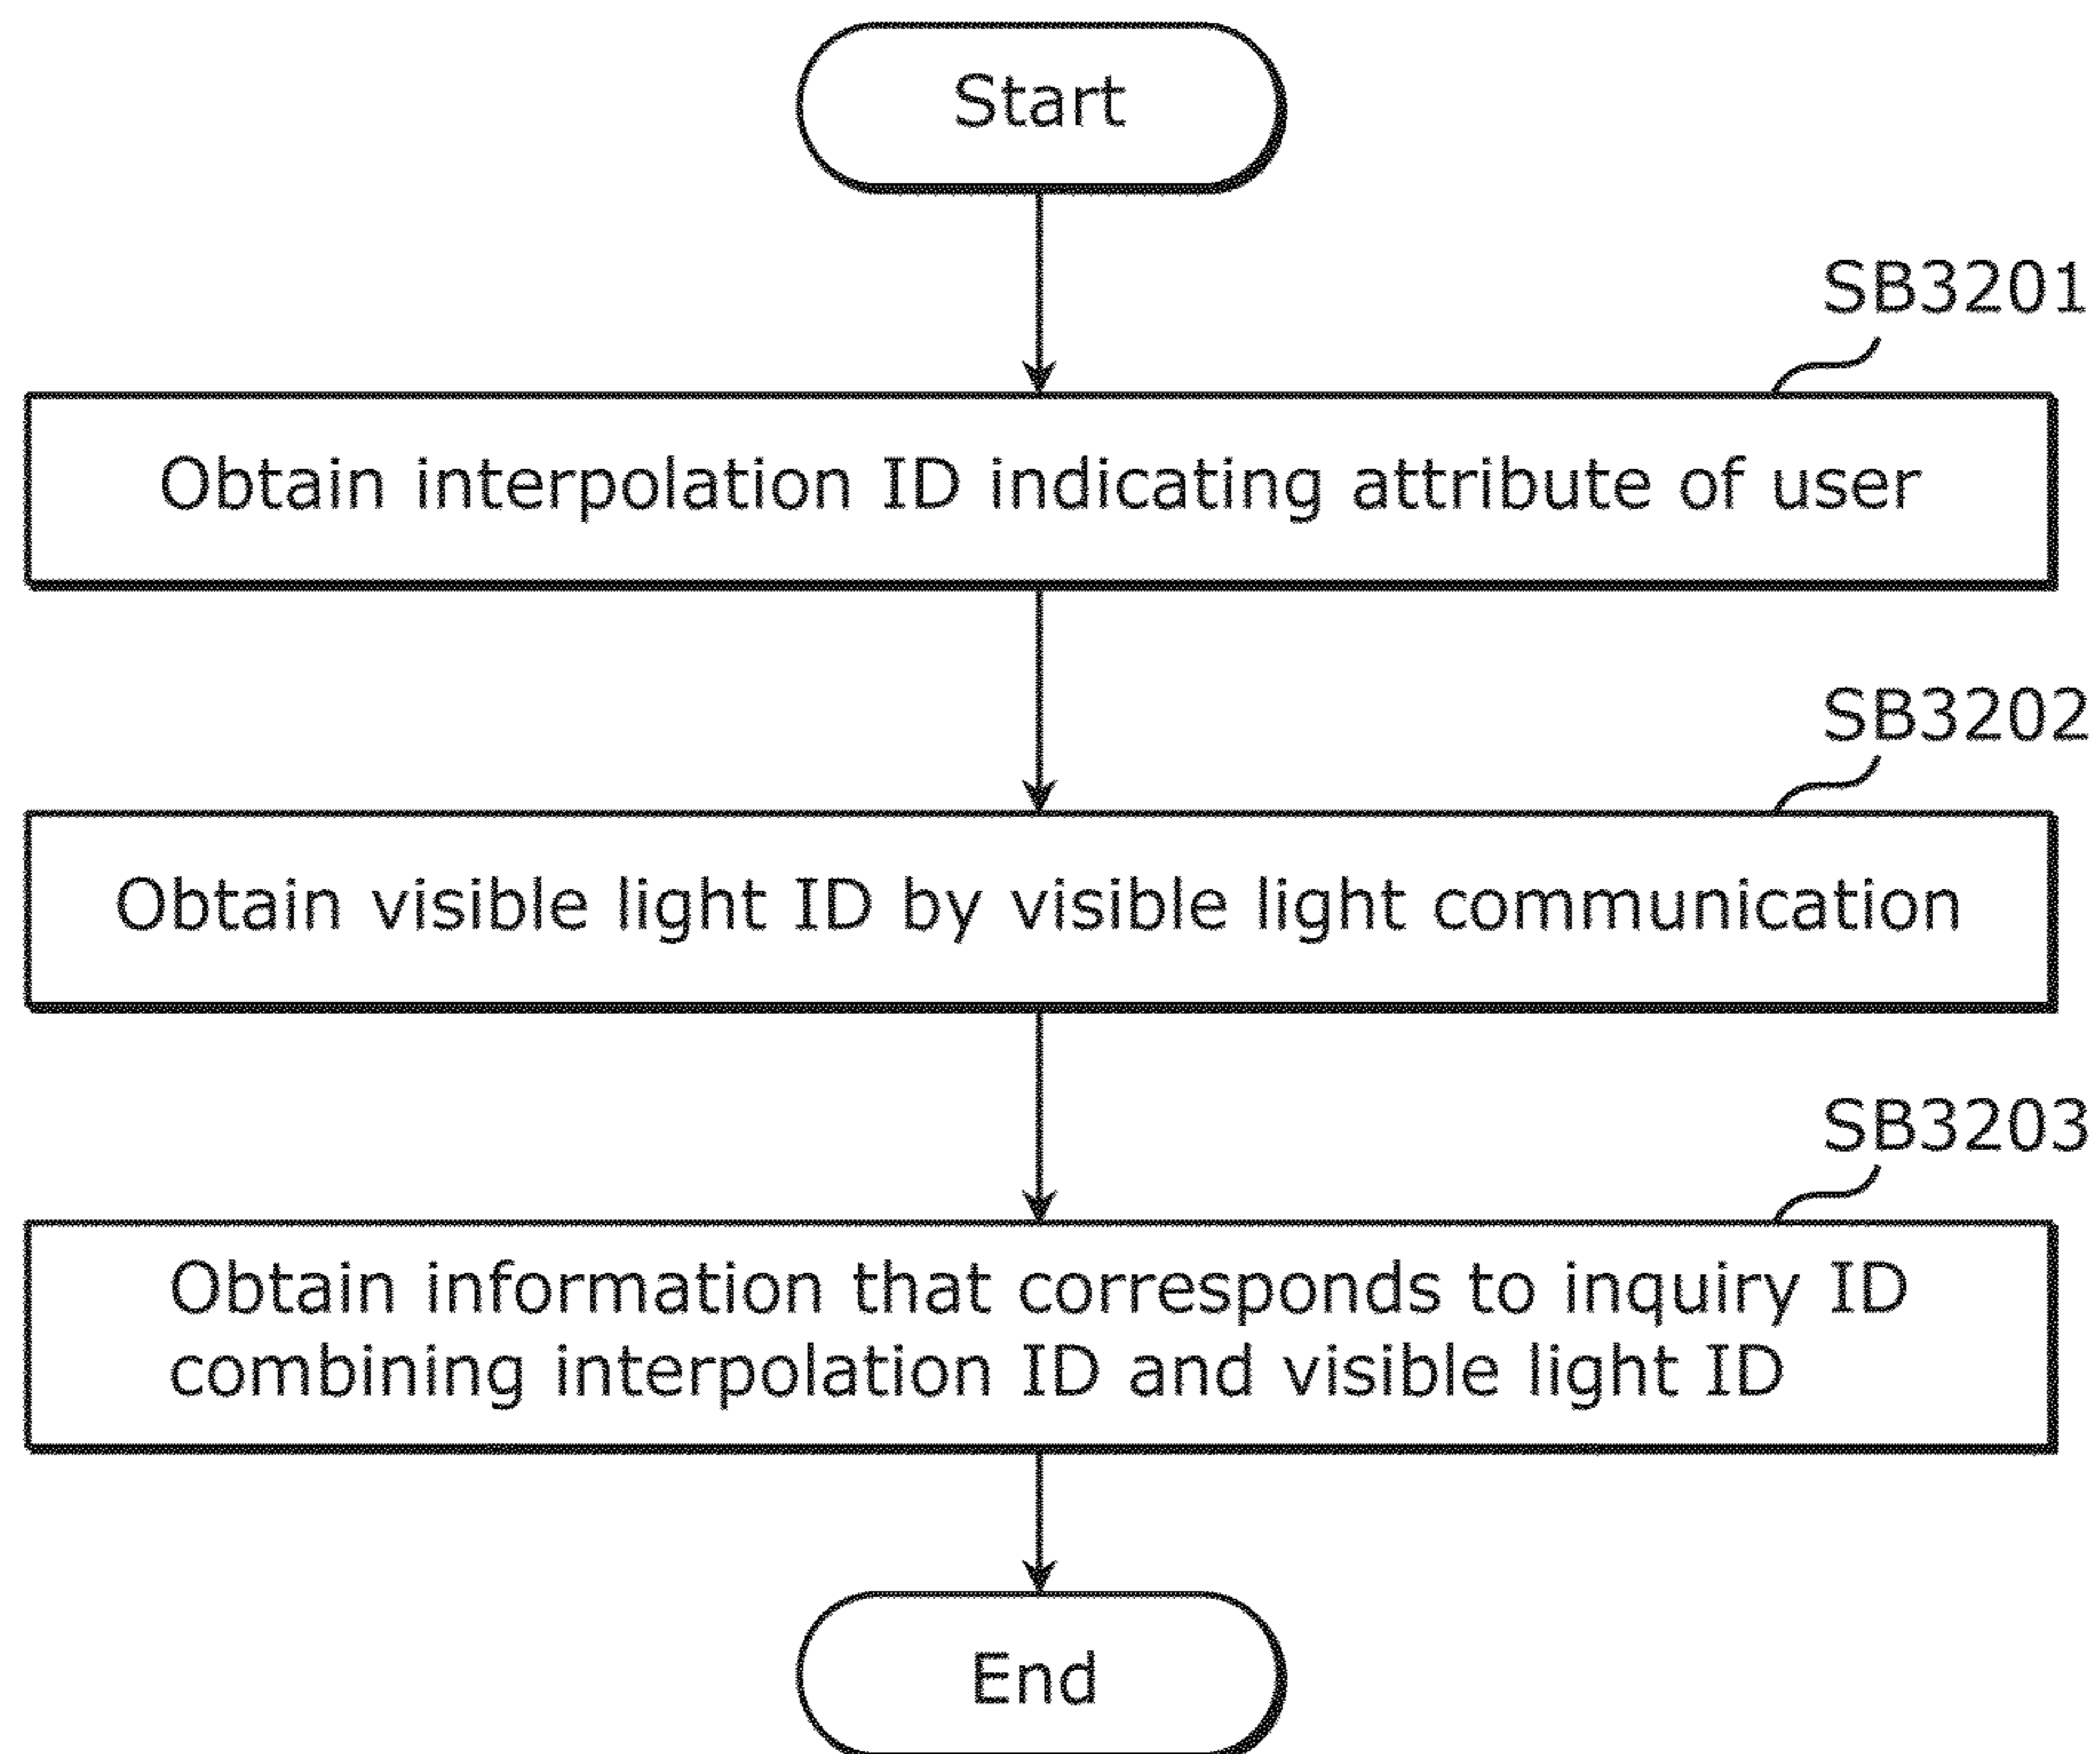 Start
SB3201
Obtain interpolation ID indicating attribute of user
SB3202
Obtain visible light ID by visible light communication
SB3203
Obtain information that corresponds to inquiry ID
combining interpolation ID and visible light ID
End